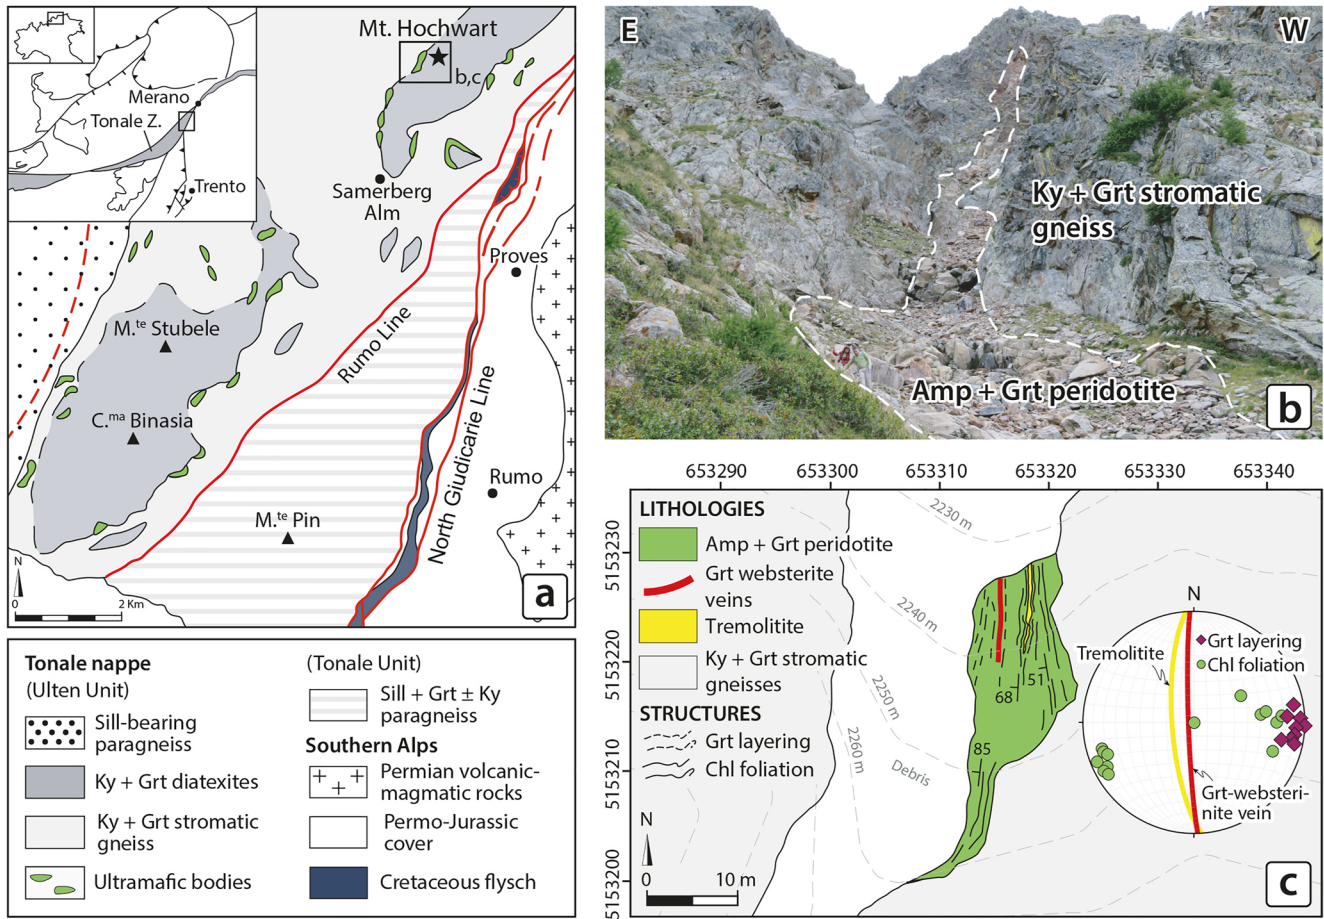 Mt. Hochwart
b,c
Merano
Tonale Z.
Trento
Samerberg
Alm
Proves
Rumo Line
M.te Stubele
C.ma Binasia
North Giudicarie Line
Rumo
M.te Pin
N
0
2 Km
a
Tonale nappe
(Ulten Unit)
Sill-bearing
paragneiss
Ky + Grt diatexites
Ky + Grt stromatic
gneiss
Ultramafic bodies
(Tonale Unit)
Sill + Grt ± Ky
paragneiss
Southern Alps
Permian volcanic-
magmatic rocks
Permo-Jurassic
cover
Cretaceous flysch
E
W
Ky + Grt stromatic
gneiss
Amp + Grt peridotite
b
653290 653300 653310 653320 653330 653340
5153230
5153220
5153210
5153200
LITHOLOGIES
Amp + Grt peridotite
Grt websterite
veins
Tremolitite
Ky + Grt stromatic
gneisses
STRUCTURES
Grt layering
Chl foliation
N
0
10 m
2230 m
2240 m
2250 m
2260 m
Debris
68
51
85
N
Grt layering
Chl foliation
Tremolitite
Grt-websteri-
nite vein
c